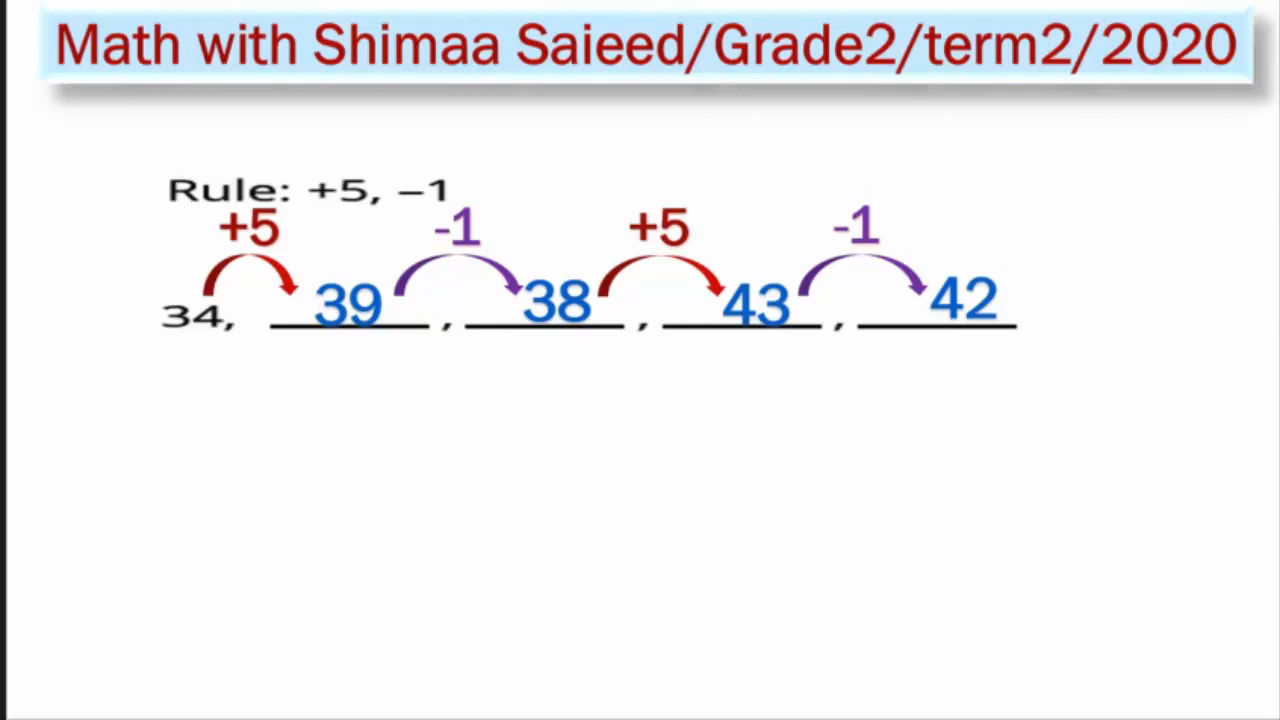 Math with Shimaa Saieed/Grade2/term2/2020
Rule: +5, –1
+5 -1 +5 -1
34, 39 , 38 , 43 , 42